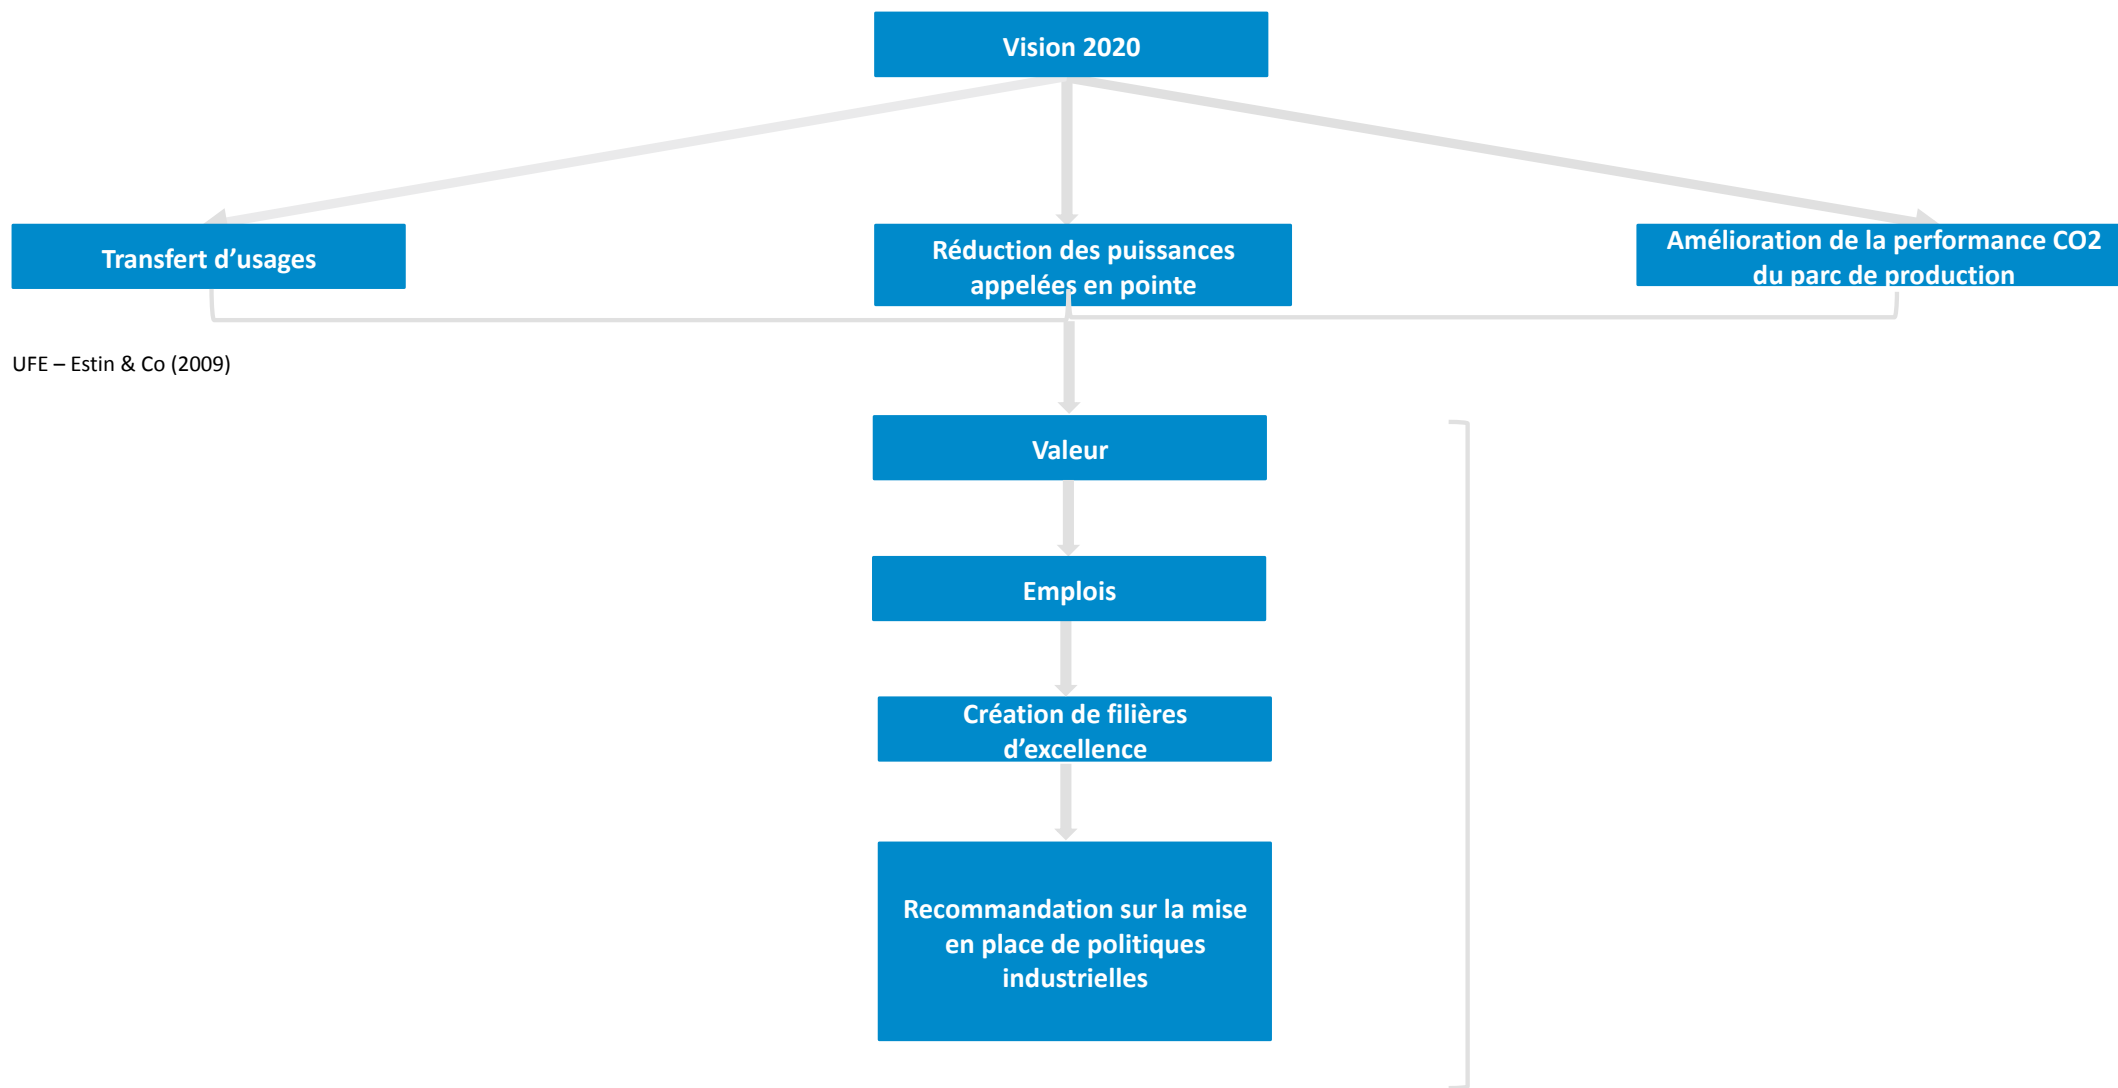 Vision 2020
Transfert d’usages
Réduction des puissances
appelées en pointe
Amélioration de la performance CO2
du parc de production
UFE – Estin & Co (2009)
Valeur
Emplois
Création de filières
d’excellence
Recommandation sur la mise
en place de politiques
industrielles